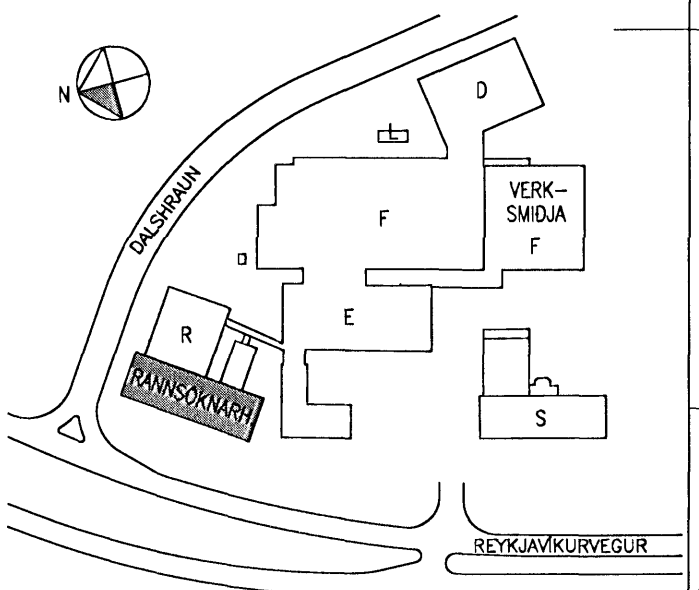 N
D
L
DALSHRAUN
VERK-
SMIÐJA
F
F
R
E
RANNSÓKNARH
S
REYKJAVÍKURVEGUR